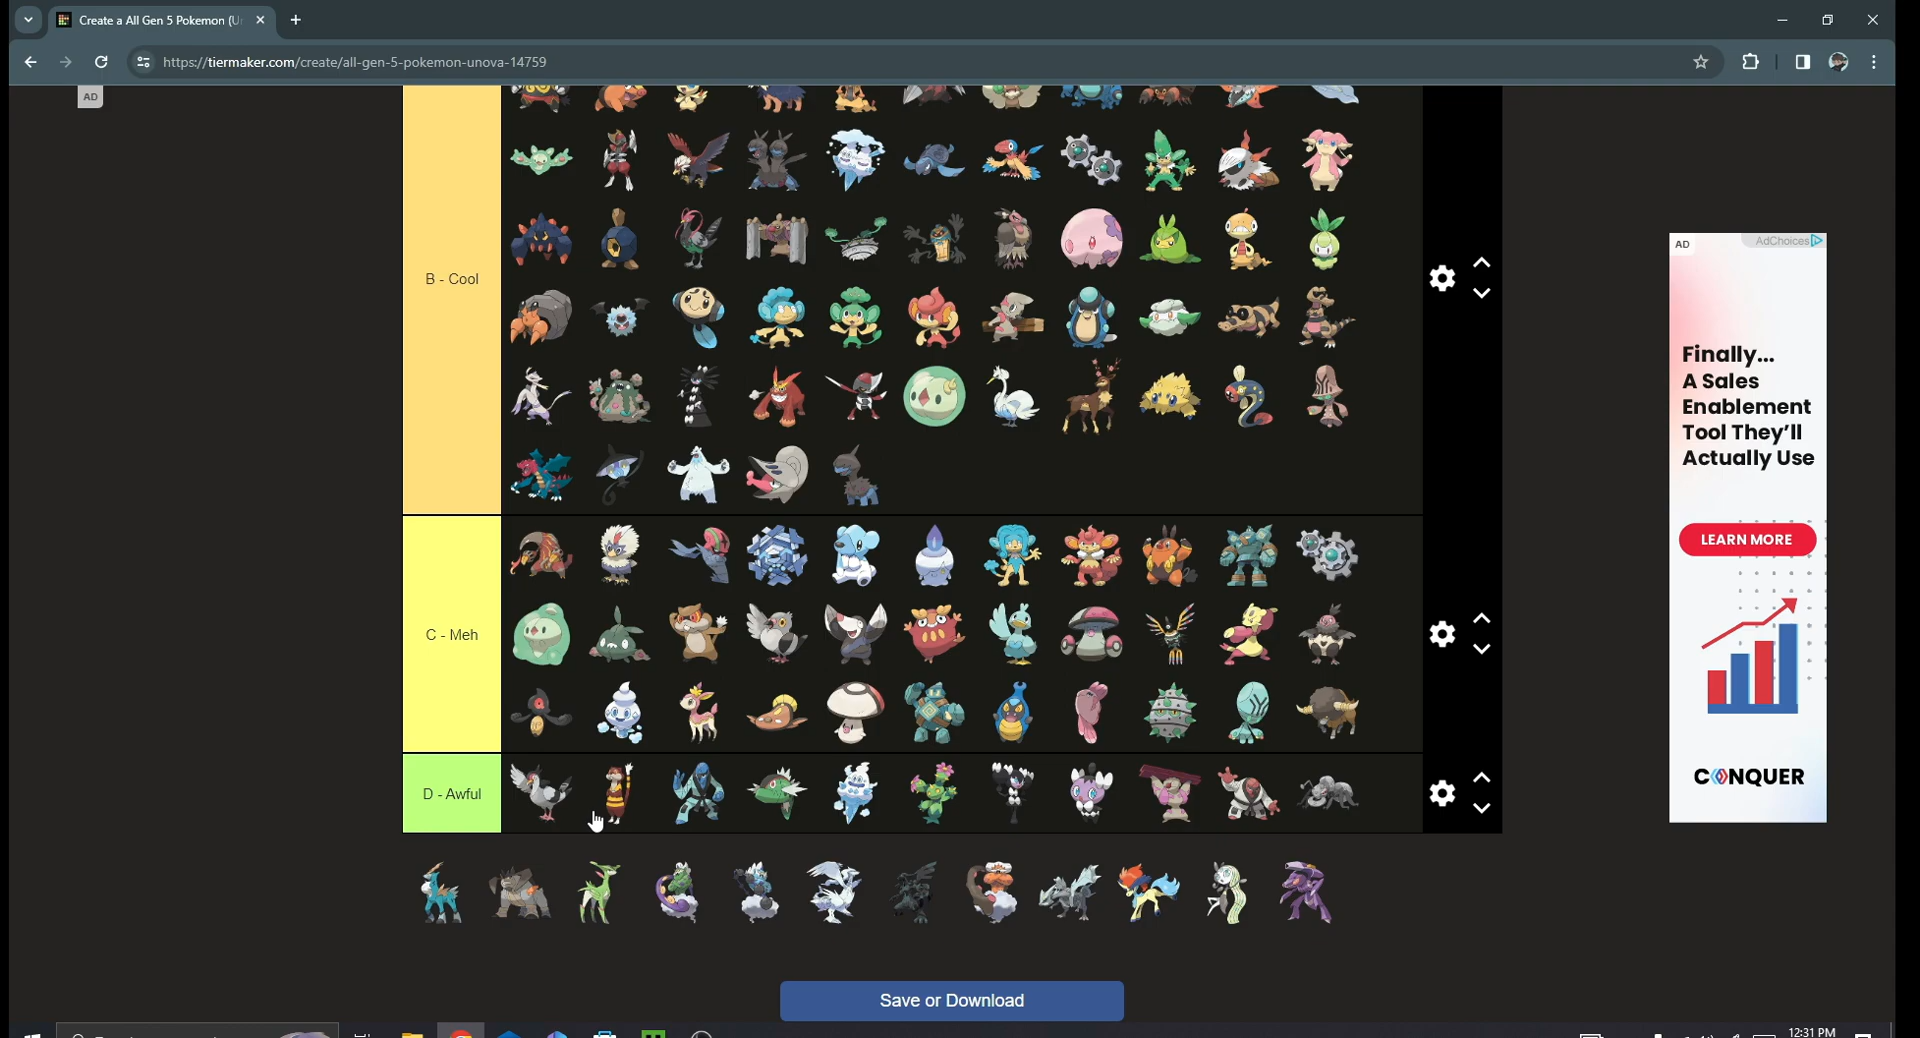 Create a All Gen 5 Pokemon (U
https://tiermaker.com/create/all-gen-5-pokemon-unova-14759
AD
B - Cool
C - Meh
D - Awful
AD
AdChoices
Finally...
A Sales
Enablement
Tool They'll
Actually Use
LEARN MORE
CONQUER
Save or Download
12:31 PM